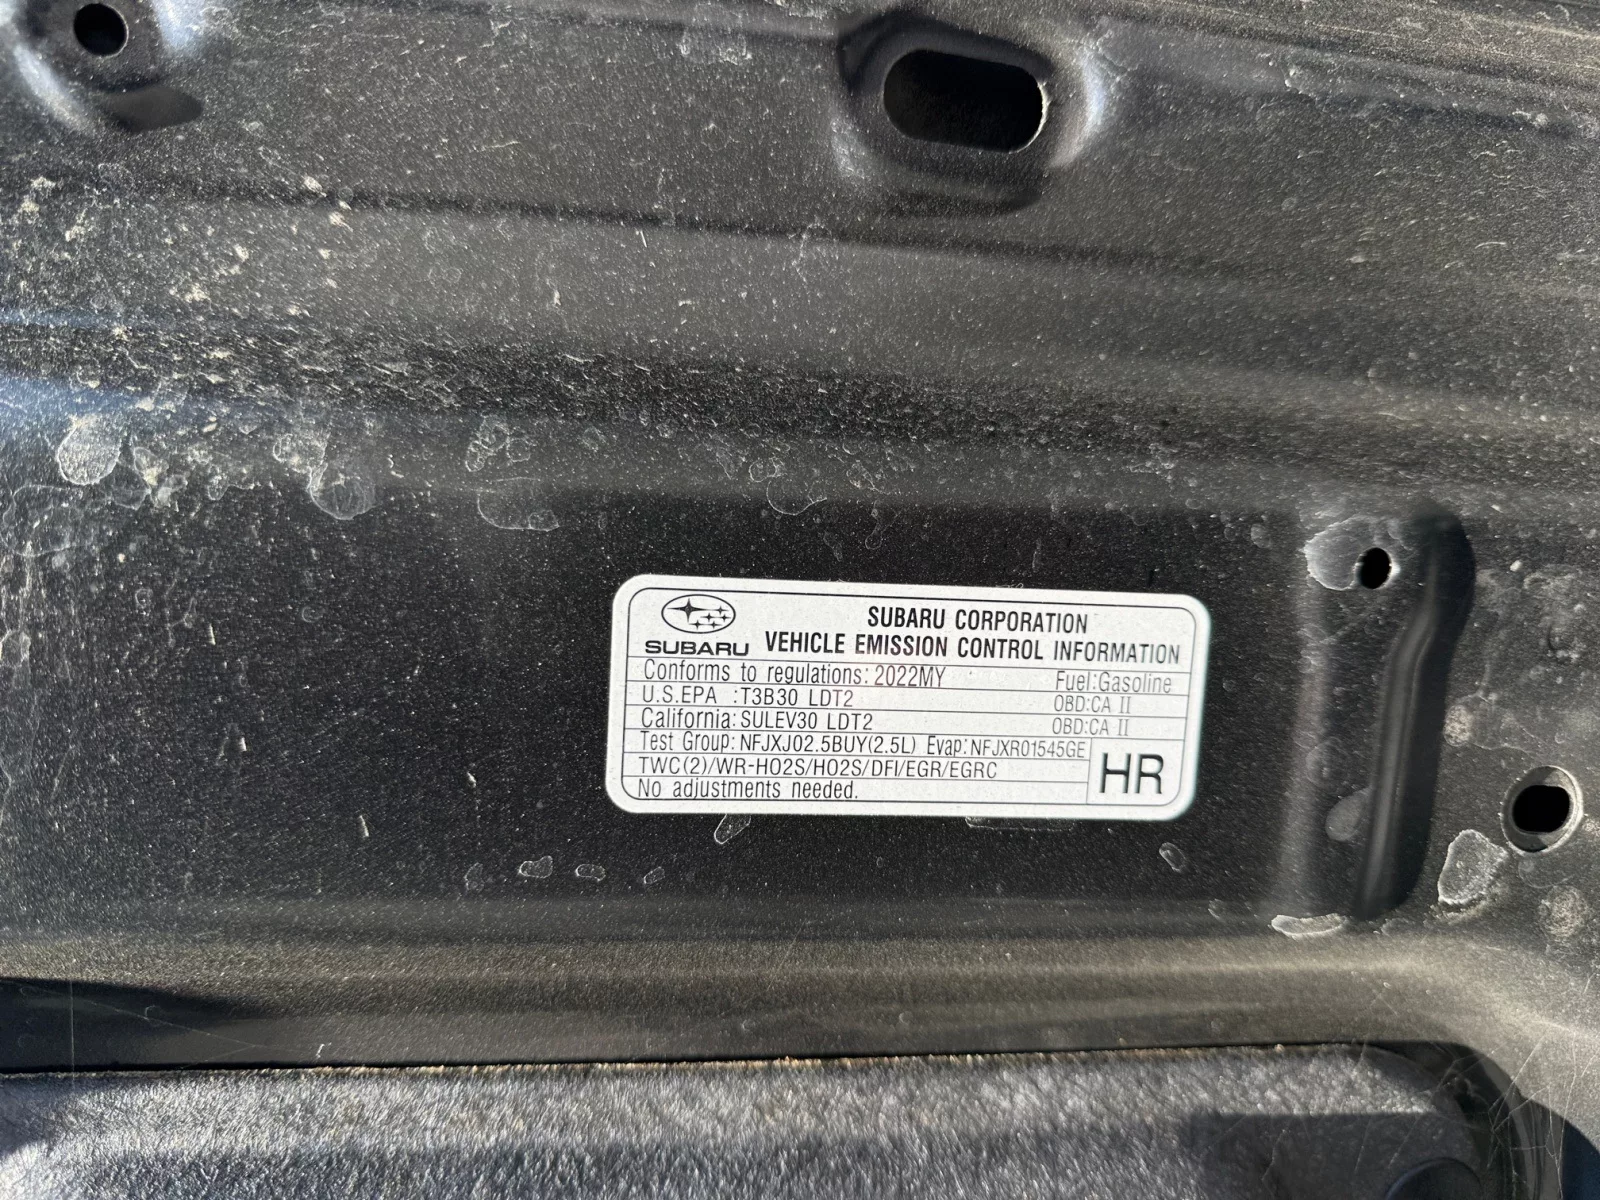 SUBARU CORPORATION
SUBARU VEHICLE EMISSION CONTROL INFORMATION
Conforms to regulations: 2022MY Fuel:Gasoline
U.S.EPA :T3B30 LDT2 OBD:CA II
California:SULEV30 LDT2 OBD:CA II
Test Group:NFJXJ02.5BUY(2.5L) Evap:NFJXR01545GE
TWC(2)/WR-HO2S/HO2S/DFI/EGR/EGRC
No adjustments needed.
HR